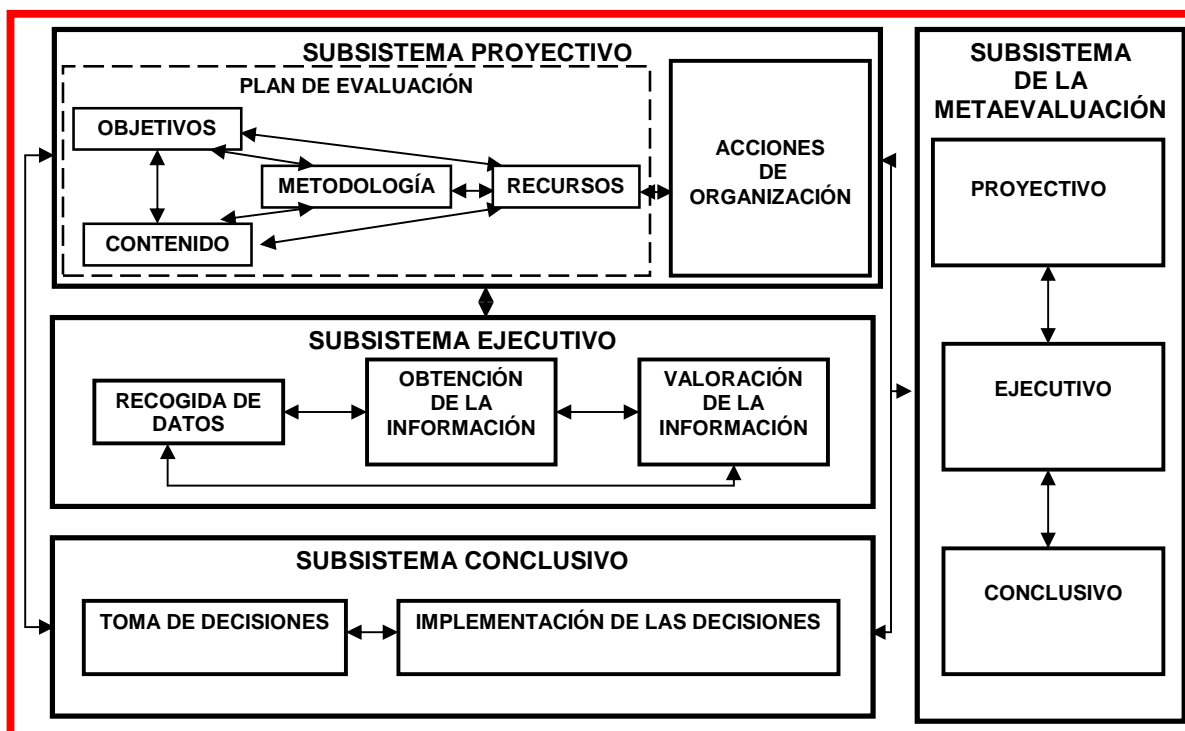 SUBSISTEMA PROYECTIVO
PLAN DE EVALUACIÓN
OBJETIVOS
METODOLOGÍA
RECURSOS
CONTENIDO
ACCIONES
DE
ORGANIZACIÓN
SUBSISTEMA EJECUTIVO
RECOGIDA DE
DATOS
OBTENCIÓN
DE LA
INFORMACIÓN
VALORACIÓN
DE LA
INFORMACIÓN
SUBSISTEMA CONCLUSIVO
TOMA DE DECISIONES
IMPLEMENTACIÓN DE LAS DECISIONES
SUBSISTEMA
DE LA
METAEVALUACIÓN
PROYECTIVO
EJECUTIVO
CONCLUSIVO